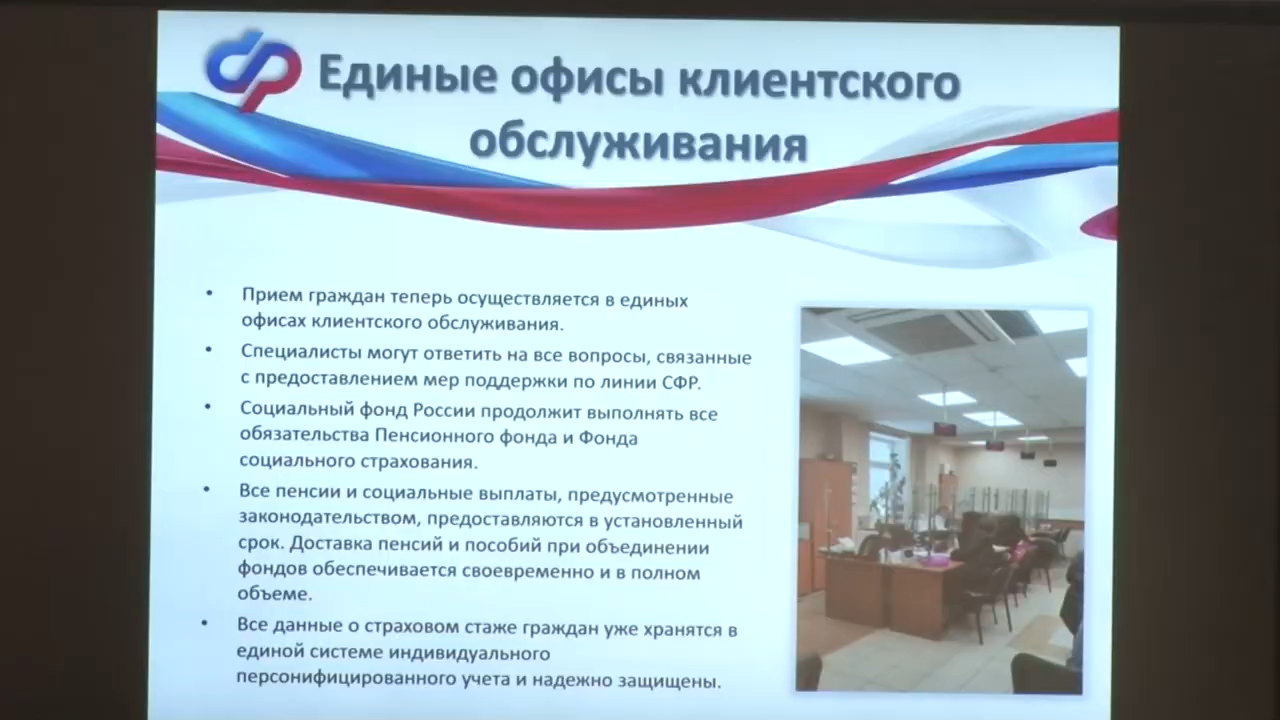 Единые офисы клиентского
обслуживания
• Прием граждан теперь осуществляется в единых
офисах клиентского обслуживания.
• Специалисты могут ответить на все вопросы, связанные
с предоставлением мер поддержки по линии СФР.
• Социальный фонд России продолжит выполнять все
обязательства Пенсионного фонда и Фонда
социального страхования.
• Все пенсии и социальные выплаты, предусмотренные
законодательством, предоставляются в установленный
срок. Доставка пенсий и пособий при объединении
фондов обеспечивается своевременно и в полном
объеме.
• Все данные о страховом стаже граждан уже хранятся в
единой системе индивидуального
персонифицированного учета и надежно защищены.